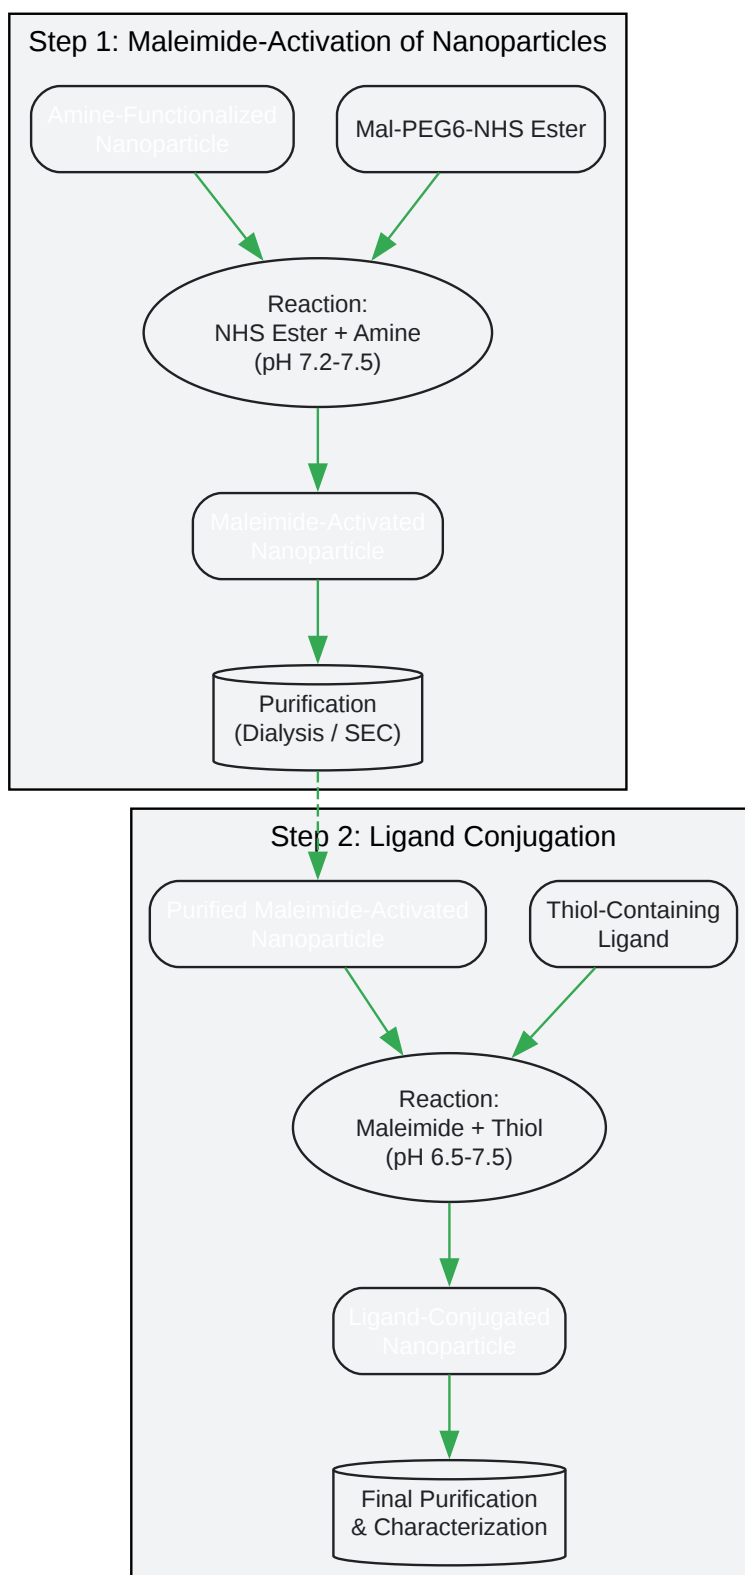 Step 1: Maleimide-Activation of Nanoparticles
Amine-Functionalized
Nanoparticle
Mal-PEG6-NHS Ester
Reaction:
NHS Ester + Amine
(pH 7.2-7.5)
Maleimide-Activated
Nanoparticle
Purification
(Dialysis / SEC)
Step 2: Ligand Conjugation
Purified Maleimide-Activated
Nanoparticle
Thiol-Containing
Ligand
Reaction:
Maleimide + Thiol
(pH 6.5-7.5)
Ligand-Conjugated
Nanoparticle
Final Purification
& Characterization